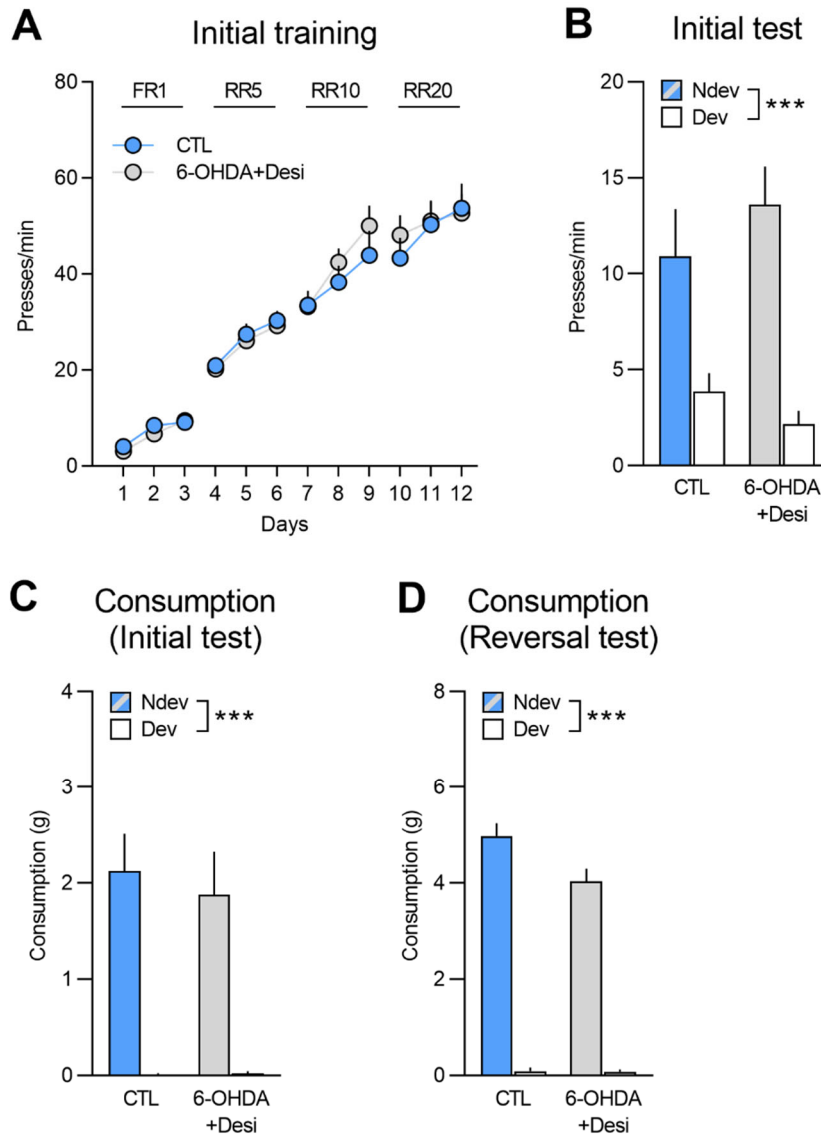 A
Initial training
80
60
40
20
0
Presses/min
FR1 RR5 RR10 RR20
CTL
6-OHDA+Desi
1 2 3 4 5 6 7 8 9 10 11 12
Days
B
Initial test
20
15
10
5
0
Presses/min
Ndev
Dev
***
CTL 6-OHDA
+Desi
C
Consumption
(Initial test)
4
3
2
1
0
Consumption (g)
Ndev
Dev
***
CTL 6-OHDA
+Desi
D
Consumption
(Reversal test)
8
6
4
2
0
Consumption (g)
Ndev
Dev
***
CTL 6-OHDA
+Desi